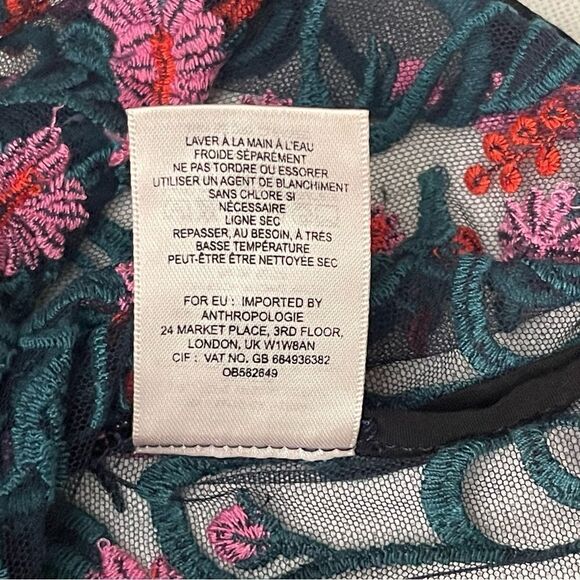 LAVER À LA MAIN À L'EAU
FROIDE SÉPARÉMENT
NE PAS TORDRE OU ESSORER
UTILISER UN AGENT DE BLANCHIMENT
SANS CHLORE SI
NÉCESSAIRE
LIGNE SEC
REPASSER, AU BESOIN, À TRÈS
BASSE TEMPÉRATURE
PEUT-ÊTRE ÊTRE NETTOYÉE SEC
FOR EU : IMPORTED BY
ANTHROPOLOGIE
24 MARKET PLACE, 3RD FLOOR,
LONDON, UK W1W8AN
CIF : VAT NO. GB 684936382
OB562649